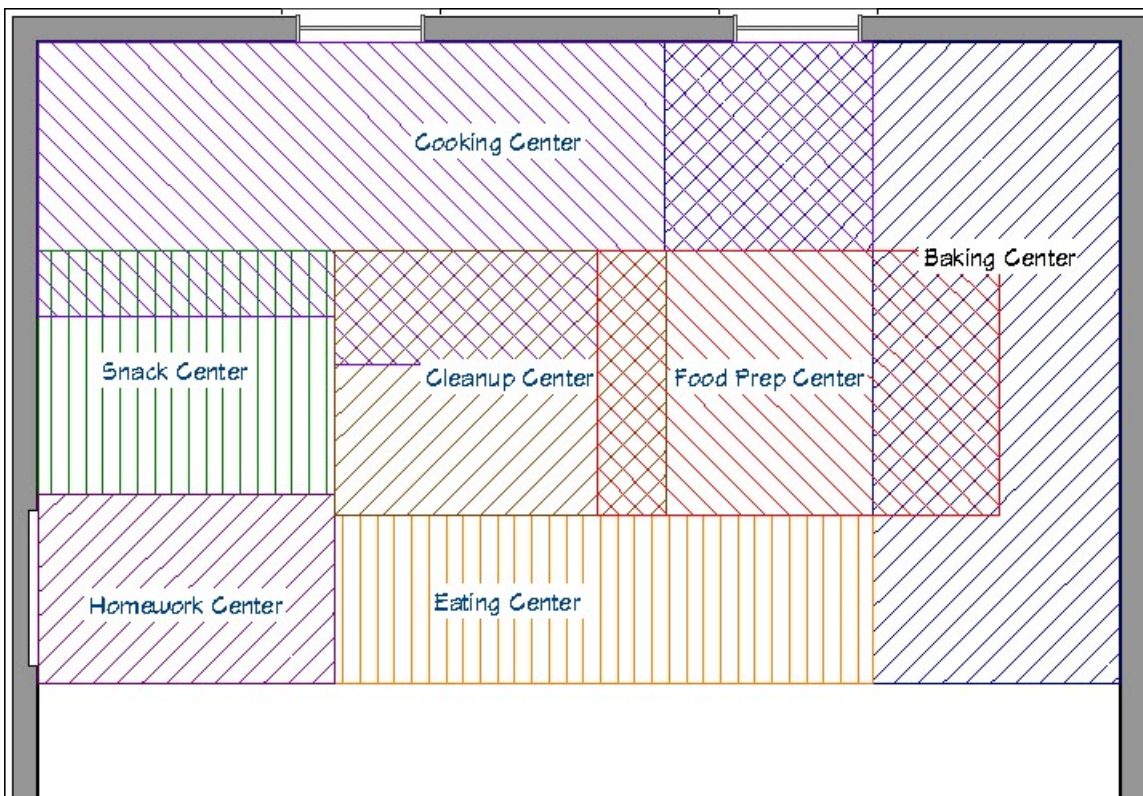 Cooking Center
Baking Center
Snack Center
Cleanup Center
Food Prep Center
Homework Center
Eating Center